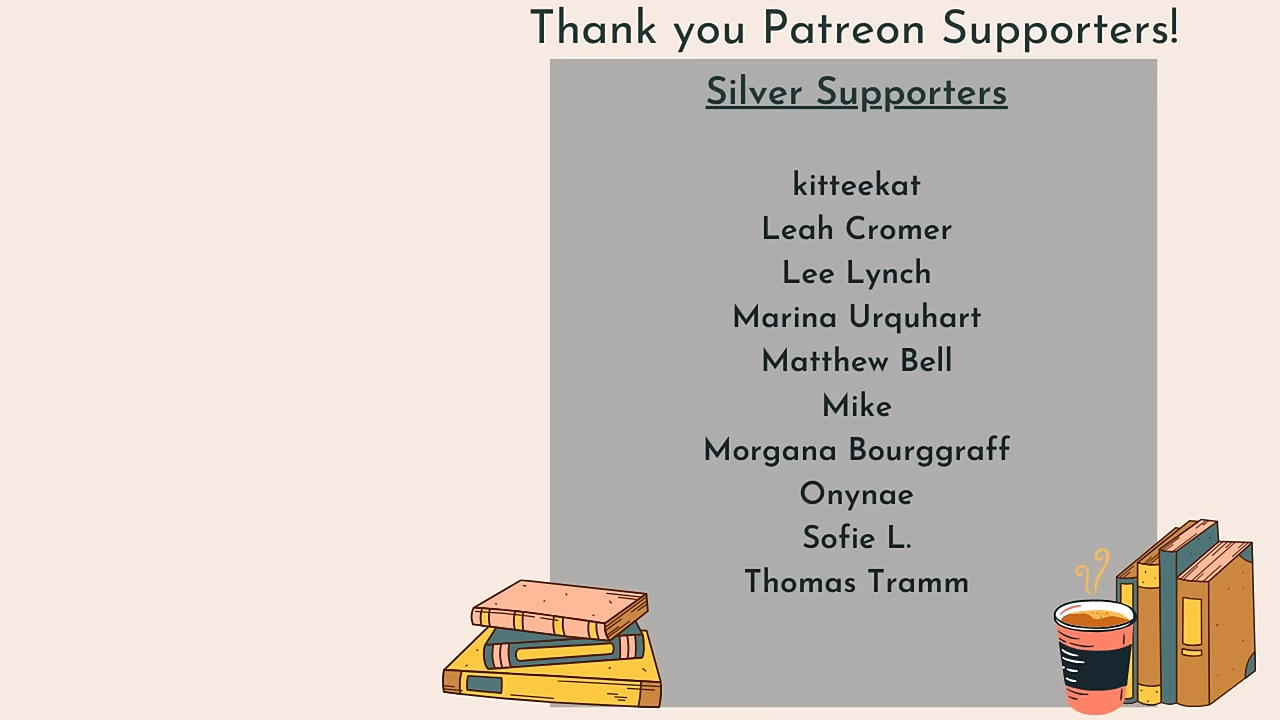 Thank you Patreon Supporters!
Silver Supporters
kitteekat
Leah Cromer
Lee Lynch
Marina Urquhart
Matthew Bell
Mike
Morgana Bourggraff
Onynae
Sofie L.
Thomas Tramm